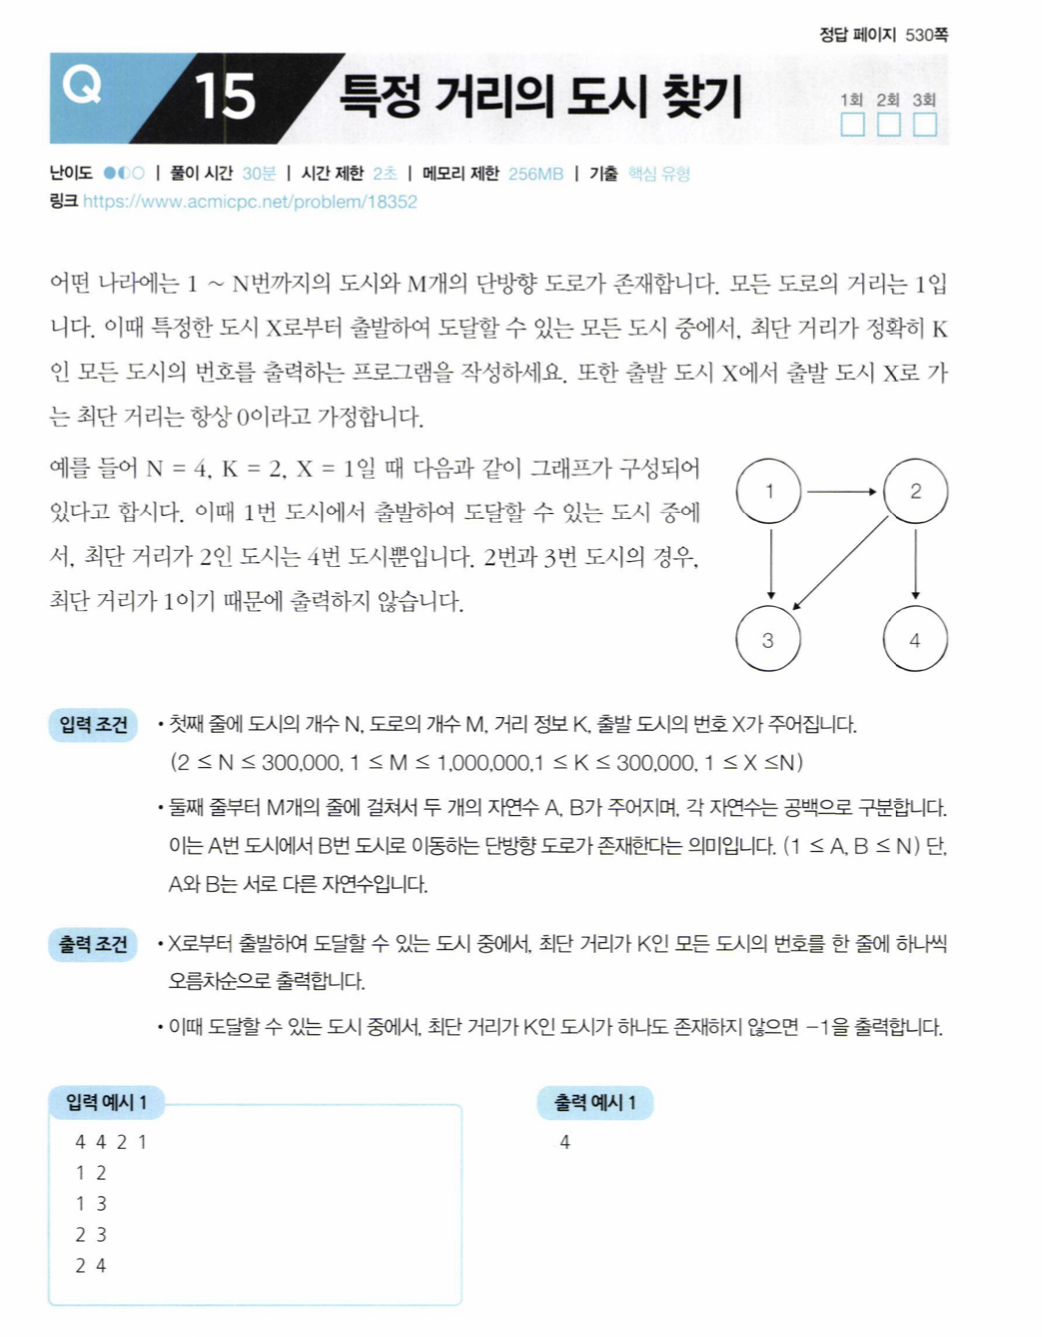 정답 페이지 530쪽
Q 15 특정 거리의 도시 찾기
1회 2회 3회
난이도 | 풀이 시간 30분 | 시간 제한 2초 | 메모리 제한 256MB | 기출 핵심 유형
링크 https://www.acmicpc.net/problem/18352
어떤 나라에는 1 ~ N번까지의 도시와 M개의 단방향 도로가 존재합니다. 모든 도로의 거리는 1입
니다. 이때 특정한 도시 X로부터 출발하여 도달할 수 있는 모든 도시 중에서, 최단 거리가 정확히 K
인 모든 도시의 번호를 출력하는 프로그램을 작성하세요. 또한 출발 도시 X에서 출발 도시 X로 가
는 최단 거리는 항상 0이라고 가정합니다.
예를 들어 N = 4, K = 2, X = 1일 때 다음과 같이 그래프가 구성되어
있다고 합시다. 이때 1번 도시에서 출발하여 도달할 수 있는 도시 중에
서, 최단 거리가 2인 도시는 4번 도시뿐입니다. 2번과 3번 도시의 경우,
최단 거리가 1이기 때문에 출력하지 않습니다.
1 2
3 4
입력 조건 • 첫째 줄에 도시의 개수 N, 도로의 개수 M, 거리 정보 K, 출발 도시의 번호 X가 주어집니다.
(2 ≤ N ≤ 300,000, 1 ≤ M ≤ 1,000,000,1 ≤ K ≤ 300,000, 1 ≤ X ≤N)
• 둘째 줄부터 M개의 줄에 걸쳐서 두 개의 자연수 A, B가 주어지며, 각 자연수는 공백으로 구분합니다.
이는 A번 도시에서 B번 도시로 이동하는 단방향 도로가 존재한다는 의미입니다. (1 ≤ A, B ≤ N) 단,
A와 B는 서로 다른 자연수입니다.
출력 조건 • X로부터 출발하여 도달할 수 있는 도시 중에서, 최단 거리가 K인 모든 도시의 번호를 한 줄에 하나씩
오름차순으로 출력합니다.
• 이때 도달할 수 있는 도시 중에서, 최단 거리가 K인 도시가 하나도 존재하지 않으면 −1을 출력합니다.
입력 예시 1
4 4 2 1
1 2
1 3
2 3
2 4
출력 예시 1
4